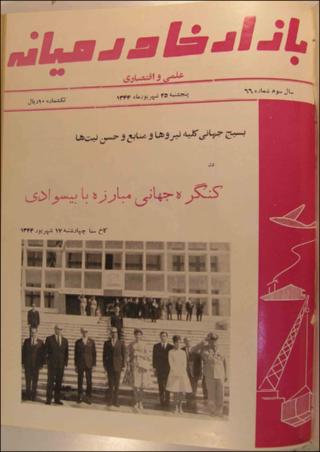 بازار خاورمیانه
علمی و اقتصادی
سال سوم شماره ۶۶
پنجشنبه ۲۵ شهریورماه ۱۳۴۴
تکشماره ۱۰ ریال
بسیج جهانی کلیه نیروها و منابع و حسن نیت‌ها
در
کنگره جهانی مبارزه با بیسوادی
کاخ سنا چهارشنبه ۱۷ شهریور ۱۳۴۴